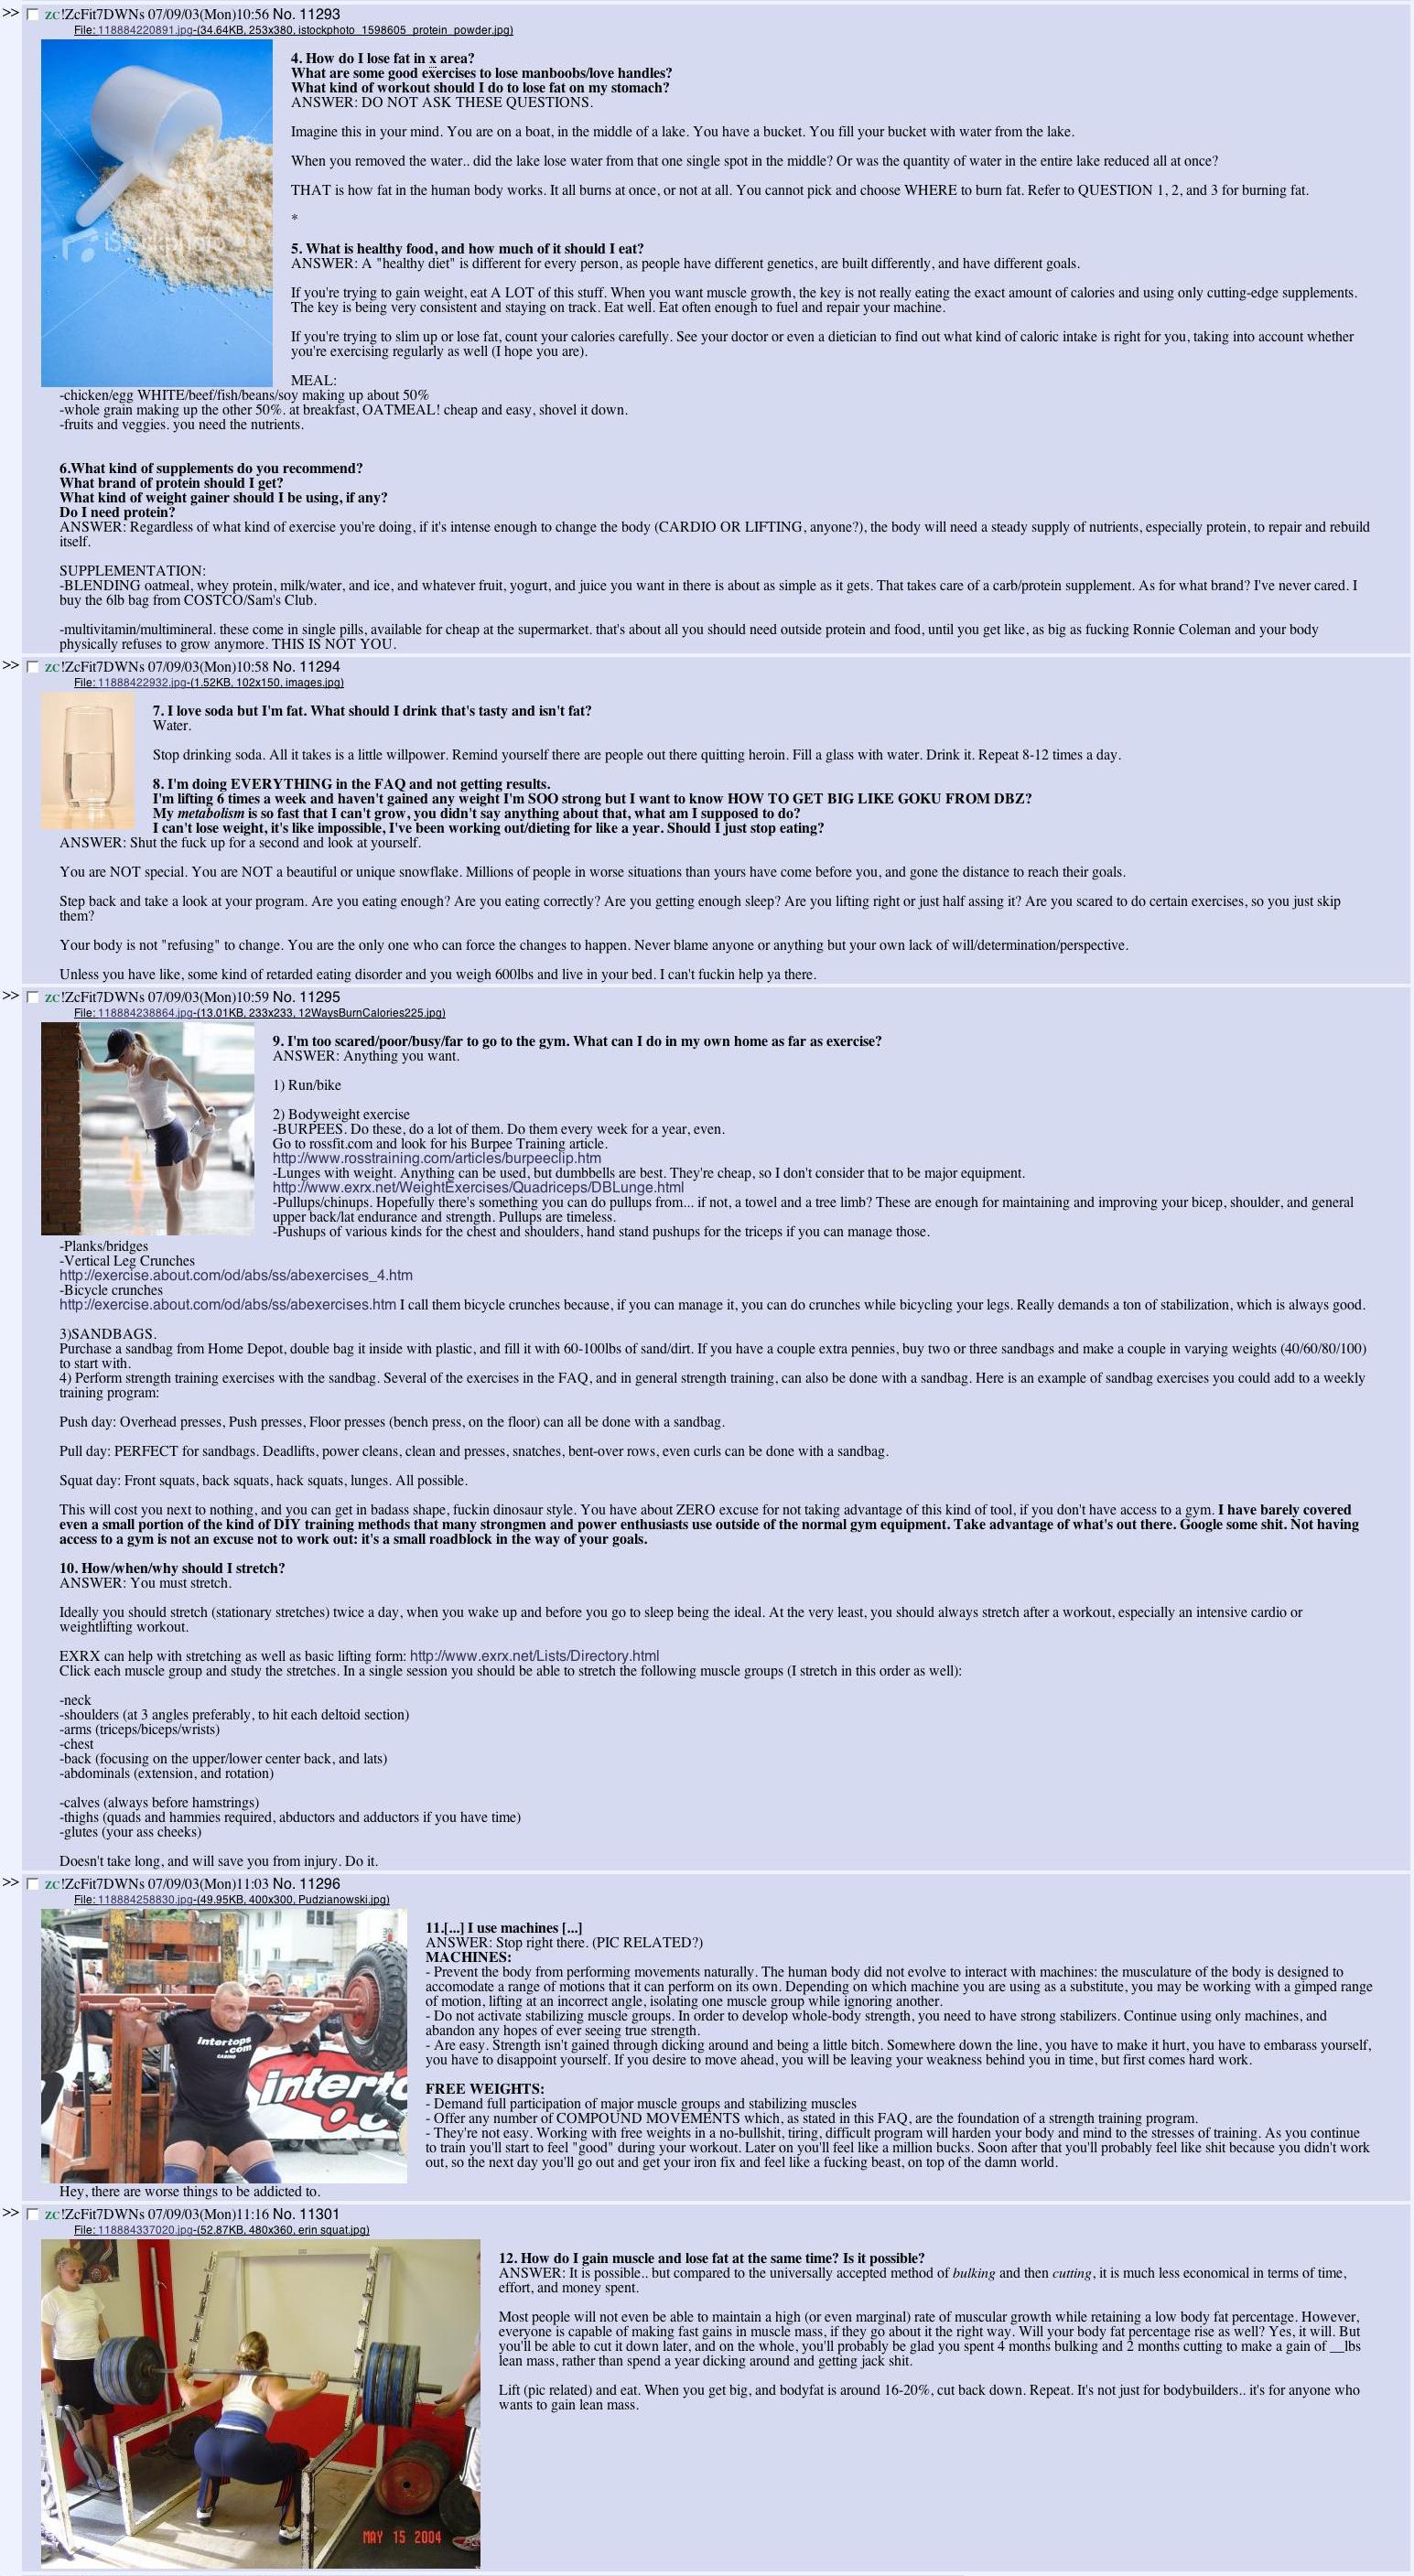 >> ZC!ZcFit7DWNs 07/09/03(Mon)10:56 No. 11293
File: 118884220891.jpg-(34.64KB, 253x380, istockphoto_1598605_protein_powder.jpg)
iStockphoto
4. How do I lose fat in x area?
What are some good exercises to lose manboobs/love handles?
What kind of workout should I do to lose fat on my stomach?
ANSWER: DO NOT ASK THESE QUESTIONS.
Imagine this in your mind. You are on a boat, in the middle of a lake. You have a bucket. You fill your bucket with water from the lake.
When you removed the water.. did the lake lose water from that one single spot in the middle? Or was the quantity of water in the entire lake reduced all at once?
THAT is how fat in the human body works. It all burns at once, or not at all. You cannot pick and choose WHERE to burn fat. Refer to QUESTION 1, 2, and 3 for burning fat.
*
5. What is healthy food, and how much of it should I eat?
ANSWER: A "healthy diet" is different for every person, as people have different genetics, are built differently, and have different goals.
If you're trying to gain weight, eat A LOT of this stuff. When you want muscle growth, the key is not really eating the exact amount of calories and using only cutting-edge supplements.
The key is being very consistent and staying on track. Eat well. Eat often enough to fuel and repair your machine.
If you're trying to slim up or lose fat, count your calories carefully. See your doctor or even a dietician to find out what kind of caloric intake is right for you, taking into account whether
you're exercising regularly as well (I hope you are).
MEAL:
-chicken/egg WHITE/beef/fish/beans/soy making up about 50%
-whole grain making up the other 50%. at breakfast, OATMEAL! cheap and easy, shovel it down.
-fruits and veggies. you need the nutrients.
6.What kind of supplements do you recommend?
What brand of protein should I get?
What kind of weight gainer should I be using, if any?
Do I need protein?
ANSWER: Regardless of what kind of exercise you're doing, if it's intense enough to change the body (CARDIO OR LIFTING, anyone?), the body will need a steady supply of nutrients, especially protein, to repair and rebuild
itself.
SUPPLEMENTATION:
-BLENDING oatmeal, whey protein, milk/water, and ice, and whatever fruit, yogurt, and juice you want in there is about as simple as it gets. That takes care of a carb/protein supplement. As for what brand? I've never cared. I
buy the 6lb bag from COSTCO/Sam's Club.
-multivitamin/multimineral. these come in single pills, available for cheap at the supermarket. that's about all you should need outside protein and food, until you get like, as big as fucking Ronnie Coleman and your body
physically refuses to grow anymore. THIS IS NOT YOU.
>> ZC!ZcFit7DWNs 07/09/03(Mon)10:58 No. 11294
File: 11888422932.jpg-(1.52KB, 102x150, images.jpg)
7. I love soda but I'm fat. What should I drink that's tasty and isn't fat?
Water.
Stop drinking soda. All it takes is a little willpower. Remind yourself there are people out there quitting heroin. Fill a glass with water. Drink it. Repeat 8-12 times a day.
8. I'm doing EVERYTHING in the FAQ and not getting results.
I'm lifting 6 times a week and haven't gained any weight I'm SOO strong but I want to know HOW TO GET BIG LIKE GOKU FROM DBZ?
My metabolism is so fast that I can't grow, you didn't say anything about that, what am I supposed to do?
I can't lose weight, it's like impossible, I've been working out/dieting for like a year. Should I just stop eating?
ANSWER: Shut the fuck up for a second and look at yourself.
You are NOT special. You are NOT a beautiful or unique snowflake. Millions of people in worse situations than yours have come before you, and gone the distance to reach their goals.
Step back and take a look at your program. Are you eating enough? Are you eating correctly? Are you getting enough sleep? Are you lifting right or just half assing it? Are you scared to do certain exercises, so you just skip
them?
Your body is not "refusing" to change. You are the only one who can force the changes to happen. Never blame anyone or anything but your own lack of will/determination/perspective.
Unless you have like, some kind of retarded eating disorder and you weigh 600lbs and live in your bed. I can't fuckin help ya there.
>> ZC!ZcFit7DWNs 07/09/03(Mon)10:59 No. 11295
File: 118884238864.jpg-(13.01KB, 233x233, 12WaysBurnCalories225.jpg)
9. I'm too scared/poor/busy/far to go to the gym. What can I do in my own home as far as exercise?
ANSWER: Anything you want.
1) Run/bike
2) Bodyweight exercise
-BURPEES. Do these, do a lot of them. Do them every week for a year, even.
Go to rossfit.com and look for his Burpee Training article.
http://www.rosstraining.com/articles/burpeeclip.htm
-Lunges with weight. Anything can be used, but dumbbells are best. They're cheap, so I don't consider that to be major equipment.
http://www.exrx.net/WeightExercises/Quadriceps/DBLunge.html
-Pullups/chinups. Hopefully there's something you can do pullups from... if not, a towel and a tree limb? These are enough for maintaining and improving your bicep, shoulder, and general
upper back/lat endurance and strength. Pullups are timeless.
-Pushups of various kinds for the chest and shoulders, hand stand pushups for the triceps if you can manage those.
-Planks/bridges
-Vertical Leg Crunches
http://exercise.about.com/od/abs/ss/abexercises_4.htm
-Bicycle crunches
http://exercise.about.com/od/abs/ss/abexercises.htm I call them bicycle crunches because, if you can manage it, you can do crunches while bicycling your legs. Really demands a ton of stabilization, which is always good.
3)SANDBAGS.
Purchase a sandbag from Home Depot, double bag it inside with plastic, and fill it with 60-100lbs of sand/dirt. If you have a couple extra pennies, buy two or three sandbags and make a couple in varying weights (40/60/80/100)
to start with.
4) Perform strength training exercises with the sandbag. Several of the exercises in the FAQ, and in general strength training, can also be done with a sandbag. Here is an example of sandbag exercises you could add to a weekly
training program:
Push day: Overhead presses, Push presses, Floor presses (bench press, on the floor) can all be done with a sandbag.
Pull day: PERFECT for sandbags. Deadlifts, power cleans, clean and presses, snatches, bent-over rows, even curls can be done with a sandbag.
Squat day: Front squats, back squats, hack squats, lunges. All possible.
This will cost you next to nothing, and you can get in badass shape, fuckin dinosaur style. You have about ZERO excuse for not taking advantage of this kind of tool, if you don't have access to a gym. I have barely covered
even a small portion of the kind of DIY training methods that many strongmen and power enthusiasts use outside of the normal gym equipment. Take advantage of what's out there. Google some shit. Not having
access to a gym is not an excuse not to work out: it's a small roadblock in the way of your goals.
10. How/when/why should I stretch?
ANSWER: You must stretch.
Ideally you should stretch (stationary stretches) twice a day, when you wake up and before you go to sleep being the ideal. At the very least, you should always stretch after a workout, especially an intensive cardio or
weightlifting workout.
EXRX can help with stretching as well as basic lifting form: http://www.exrx.net/Lists/Directory.html
Click each muscle group and study the stretches. In a single session you should be able to stretch the following muscle groups (I stretch in this order as well):
-neck
-shoulders (at 3 angles preferably, to hit each deltoid section)
-arms (triceps/biceps/wrists)
-chest
-back (focusing on the upper/lower center back, and lats)
-abdominals (extension, and rotation)
-calves (always before hamstrings)
-thighs (quads and hammies required, abductors and adductors if you have time)
-glutes (your ass cheeks)
Doesn't take long, and will save you from injury. Do it.
>> ZC!ZcFit7DWNs 07/09/03(Mon)11:03 No. 11296
File: 118884258830.jpg-(49.95KB, 400x300, Pudzianowski.jpg)
intertops
.com
CASINO
interto
11.[...] I use machines [...]
ANSWER: Stop right there. (PIC RELATED?)
MACHINES:
- Prevent the body from performing movements naturally. The human body did not evolve to interact with machines: the musculature of the body is designed to
accomodate a range of motions that it can perform on its own. Depending on which machine you are using as a substitute, you may be working with a gimped range
of motion, lifting at an incorrect angle, isolating one muscle group while ignoring another.
- Do not activate stabilizing muscle groups. In order to develop whole-body strength, you need to have strong stabilizers. Continue using only machines, and
abandon any hopes of ever seeing true strength.
- Are easy. Strength isn't gained through dicking around and being a little bitch. Somewhere down the line, you have to make it hurt, you have to embarass yourself,
you have to disappoint yourself. If you desire to move ahead, you will be leaving your weakness behind you in time, but first comes hard work.
FREE WEIGHTS:
- Demand full participation of major muscle groups and stabilizing muscles
- Offer any number of COMPOUND MOVEMENTS which, as stated in this FAQ, are the foundation of a strength training program.
- They're not easy. Working with free weights in a no-bullshit, tiring, difficult program will harden your body and mind to the stresses of training. As you continue
to train you'll start to feel "good" during your workout. Later on you'll feel like a million bucks. Soon after that you'll probably feel like shit because you didn't work
out, so the next day you'll go out and get your iron fix and feel like a fucking beast, on top of the damn world.
Hey, there are worse things to be addicted to.
>> ZC!ZcFit7DWNs 07/09/03(Mon)11:16 No. 11301
File: 118884337020.jpg-(52.87KB, 480x360, erin squat.jpg)
12. How do I gain muscle and lose fat at the same time? Is it possible?
ANSWER: It is possible.. but compared to the universally accepted method of bulking and then cutting, it is much less economical in terms of time,
effort, and money spent.
Most people will not even be able to maintain a high (or even marginal) rate of muscular growth while retaining a low body fat percentage. However,
everyone is capable of making fast gains in muscle mass, if they go about it the right way. Will your body fat percentage rise as well? Yes, it will. But
you'll be able to cut it down later, and on the whole, you'll probably be glad you spent 4 months bulking and 2 months cutting to make a gain of __lbs
lean mass, rather than spend a year dicking around and getting jack shit.
Lift (pic related) and eat. When you get big, and bodyfat is around 16-20%, cut back down. Repeat. It's not just for bodybuilders.. it's for anyone who
wants to gain lean mass.
MAY 15 2004